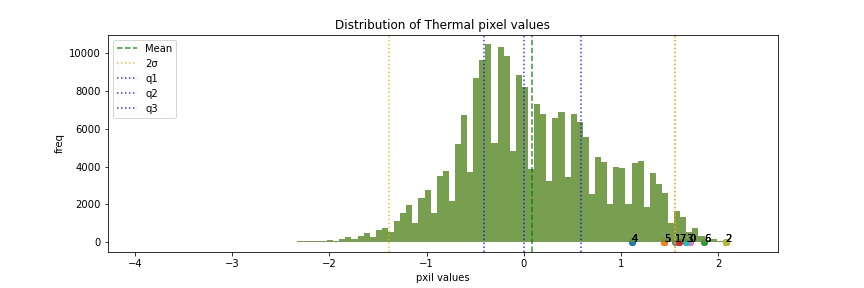 Distribution of Thermal pixel values
Mean
2σ
q1
q2
q3
freq
10000
8000
6000
4000
2000
0
4
5
6
2
−4
−3
−2
−1
0
1
2
pxil values